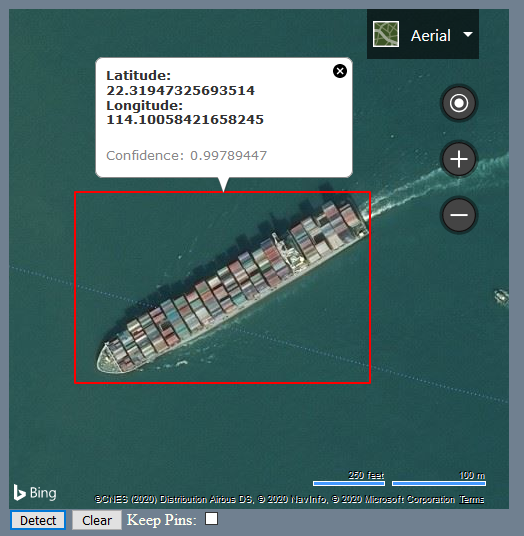 Aerial
Latitude:
22.31947325693514
Longitude:
114.10058421658245
Confidence: 0.99789447
250 feet
100 m
Bing
©CNES (2020) Distribution Airbus DS, © 2020 NavInfo, © 2020 Microsoft Corporation Terms
Detect Clear Keep Pins: